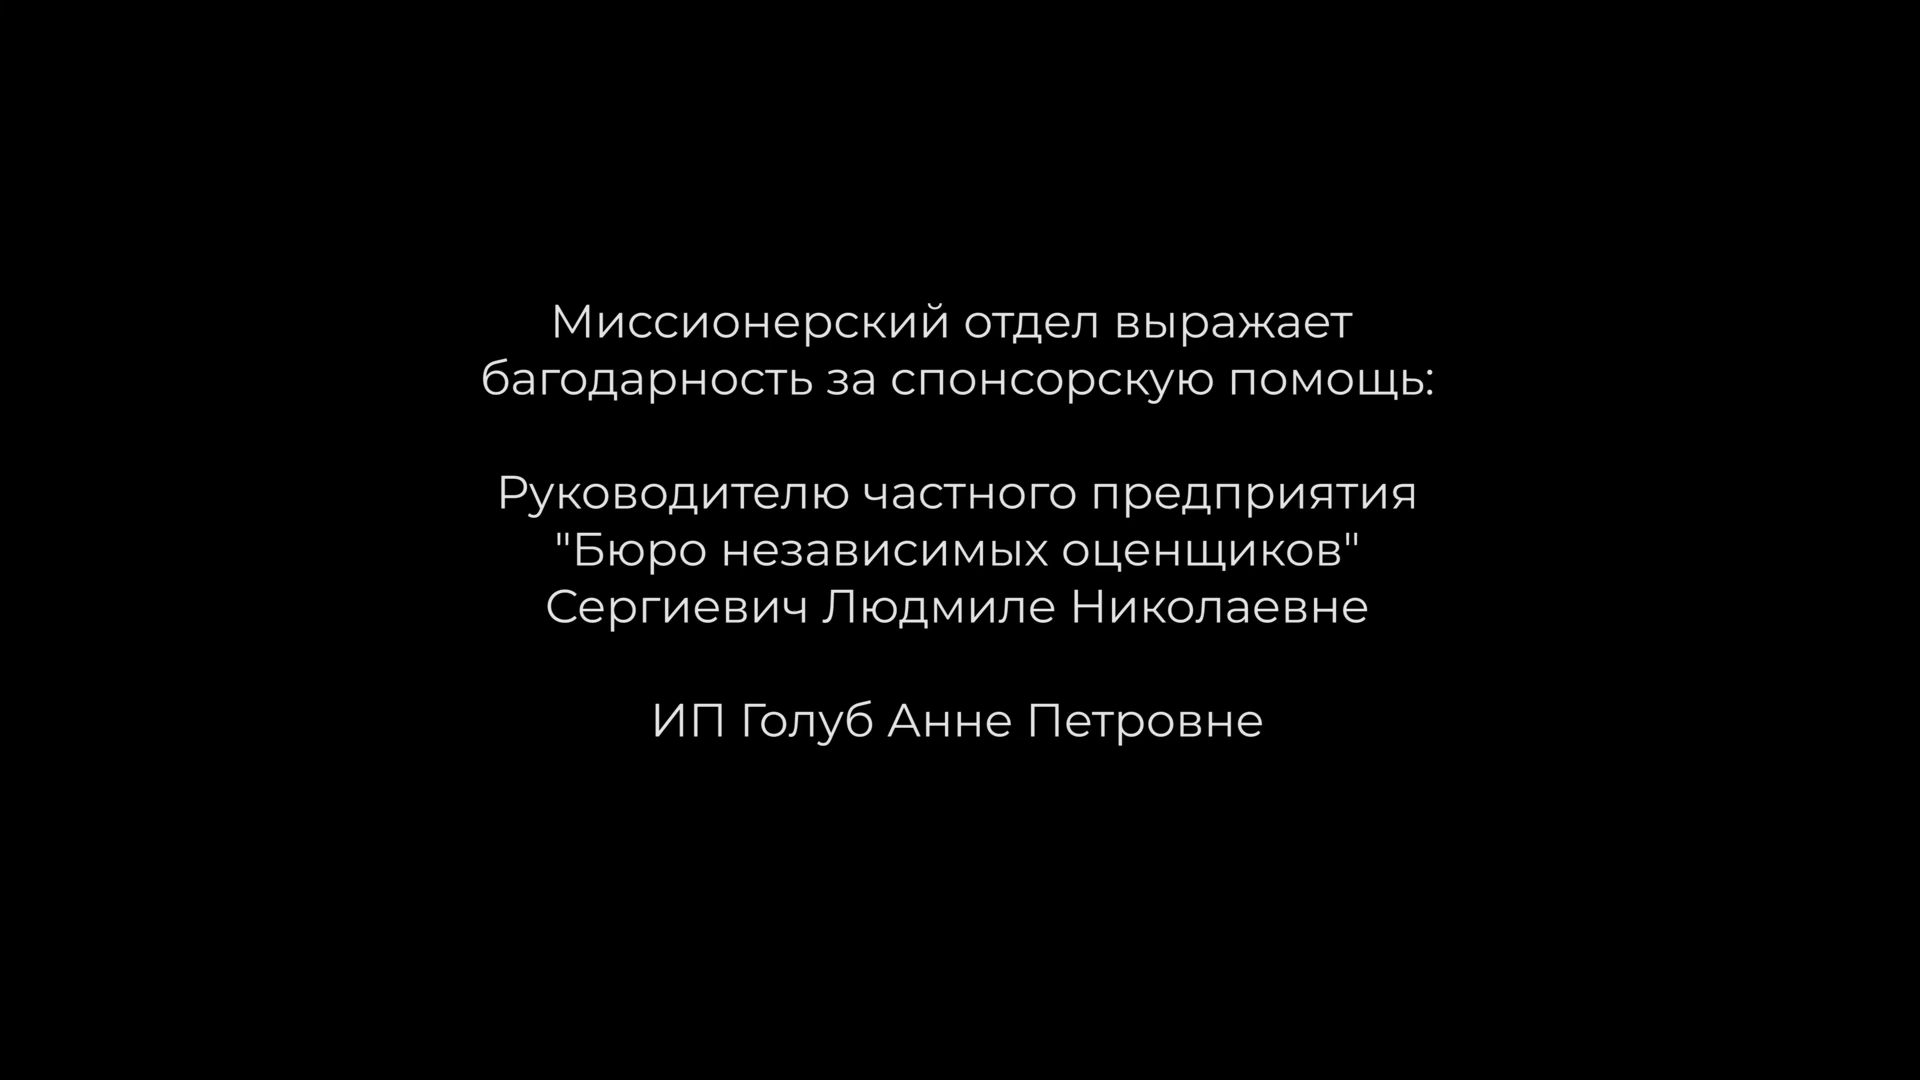 Миссионерский отдел выражает
багодарность за спонсорскую помощь:
Руководителю частного предприятия
"Бюро независимых оценщиков"
Сергиевич Людмиле Николаевне
ИП Голуб Анне Петровне